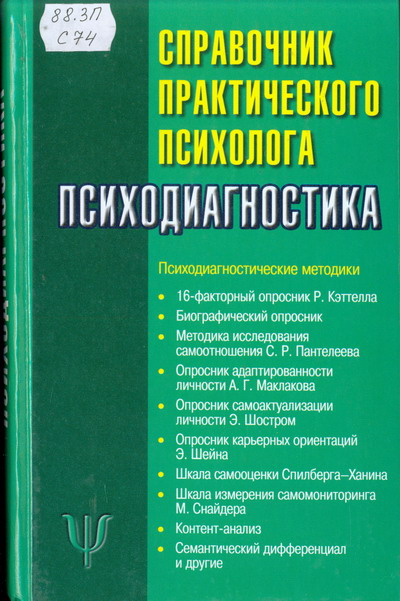 88.3П
С74
СПРАВОЧНИК
ПРАКТИЧЕСКОГО
ПСИХОЛОГА
ПСИХОДИАГНОСТИКА
Психодиагностические методики
• 16-факторный опросник Р. Кэттелла
• Биографический опросник
• Методика исследования
самоотношения С. Р. Пантелеева
• Опросник адаптированности
личности А. Г. Маклакова
• Опросник самоактуализации
личности Э. Шостром
• Опросник карьерных ориентаций
Э. Шейна
• Шкала самооценки Спилберга–Ханина
• Шкала измерения самомониторинга
М. Снайдера
• Контент-анализ
• Семантический дифференциал
и другие
ψ